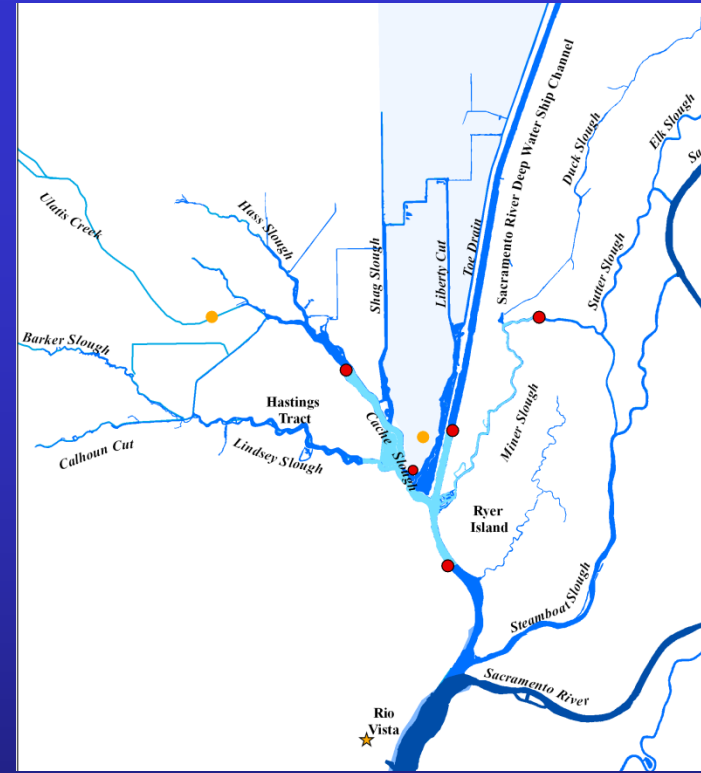 Ulatis Creek
Hass Slough
Barker Slough
Calhoun Cut
Lindsey Slough
Hastings
Tract
Cache Slough
Shag Slough
Liberty Cut
Toe Drain
Sacramento River Deep Water Ship Channel
Duck Slough
Elk Slough
Sa
Sutter Slough
Miner Slough
Ryer
Island
Steamboat Slough
Sacramento River
Rio
Vista